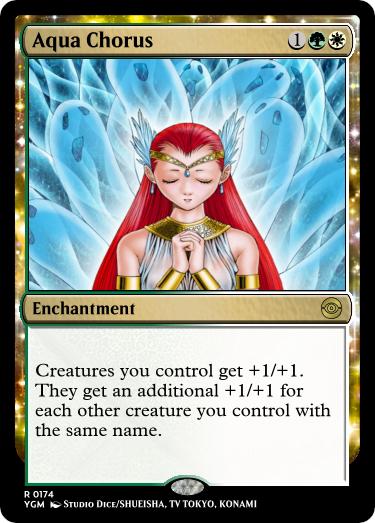 Aqua Chorus 1
Enchantment
Creatures you control get +1/+1.
They get an additional +1/+1 for
each other creature you control with
the same name.
R 0174
YGM Studio Dice/SHUEISHA, TV TOKYO, KONAMI